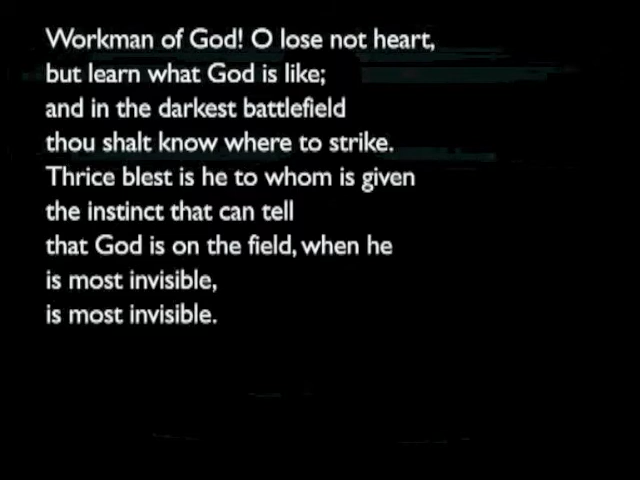 Workman of God! O lose not heart,
but learn what God is like;
and in the darkest battlefield
thou shalt know where to strike.
Thrice blest is he to whom is given
the instinct that can tell
that God is on the field, when he
is most invisible,
is most invisible.